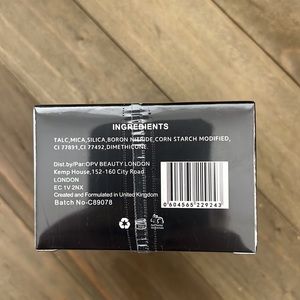 INGREDIENTS
TALC,MICA,SILICA,BORON NITRIDE,CORN STARCH MODIFIED,
CI 77891,CI 77492,DIMETHICONE.
Dist.by/Par:OPV BEAUTY LONDON
Kemp House,152-160 City Road
LONDON
EC 1V 2NX
Created and Formulated in United Kingdom
Batch No-C89078
0604565229243